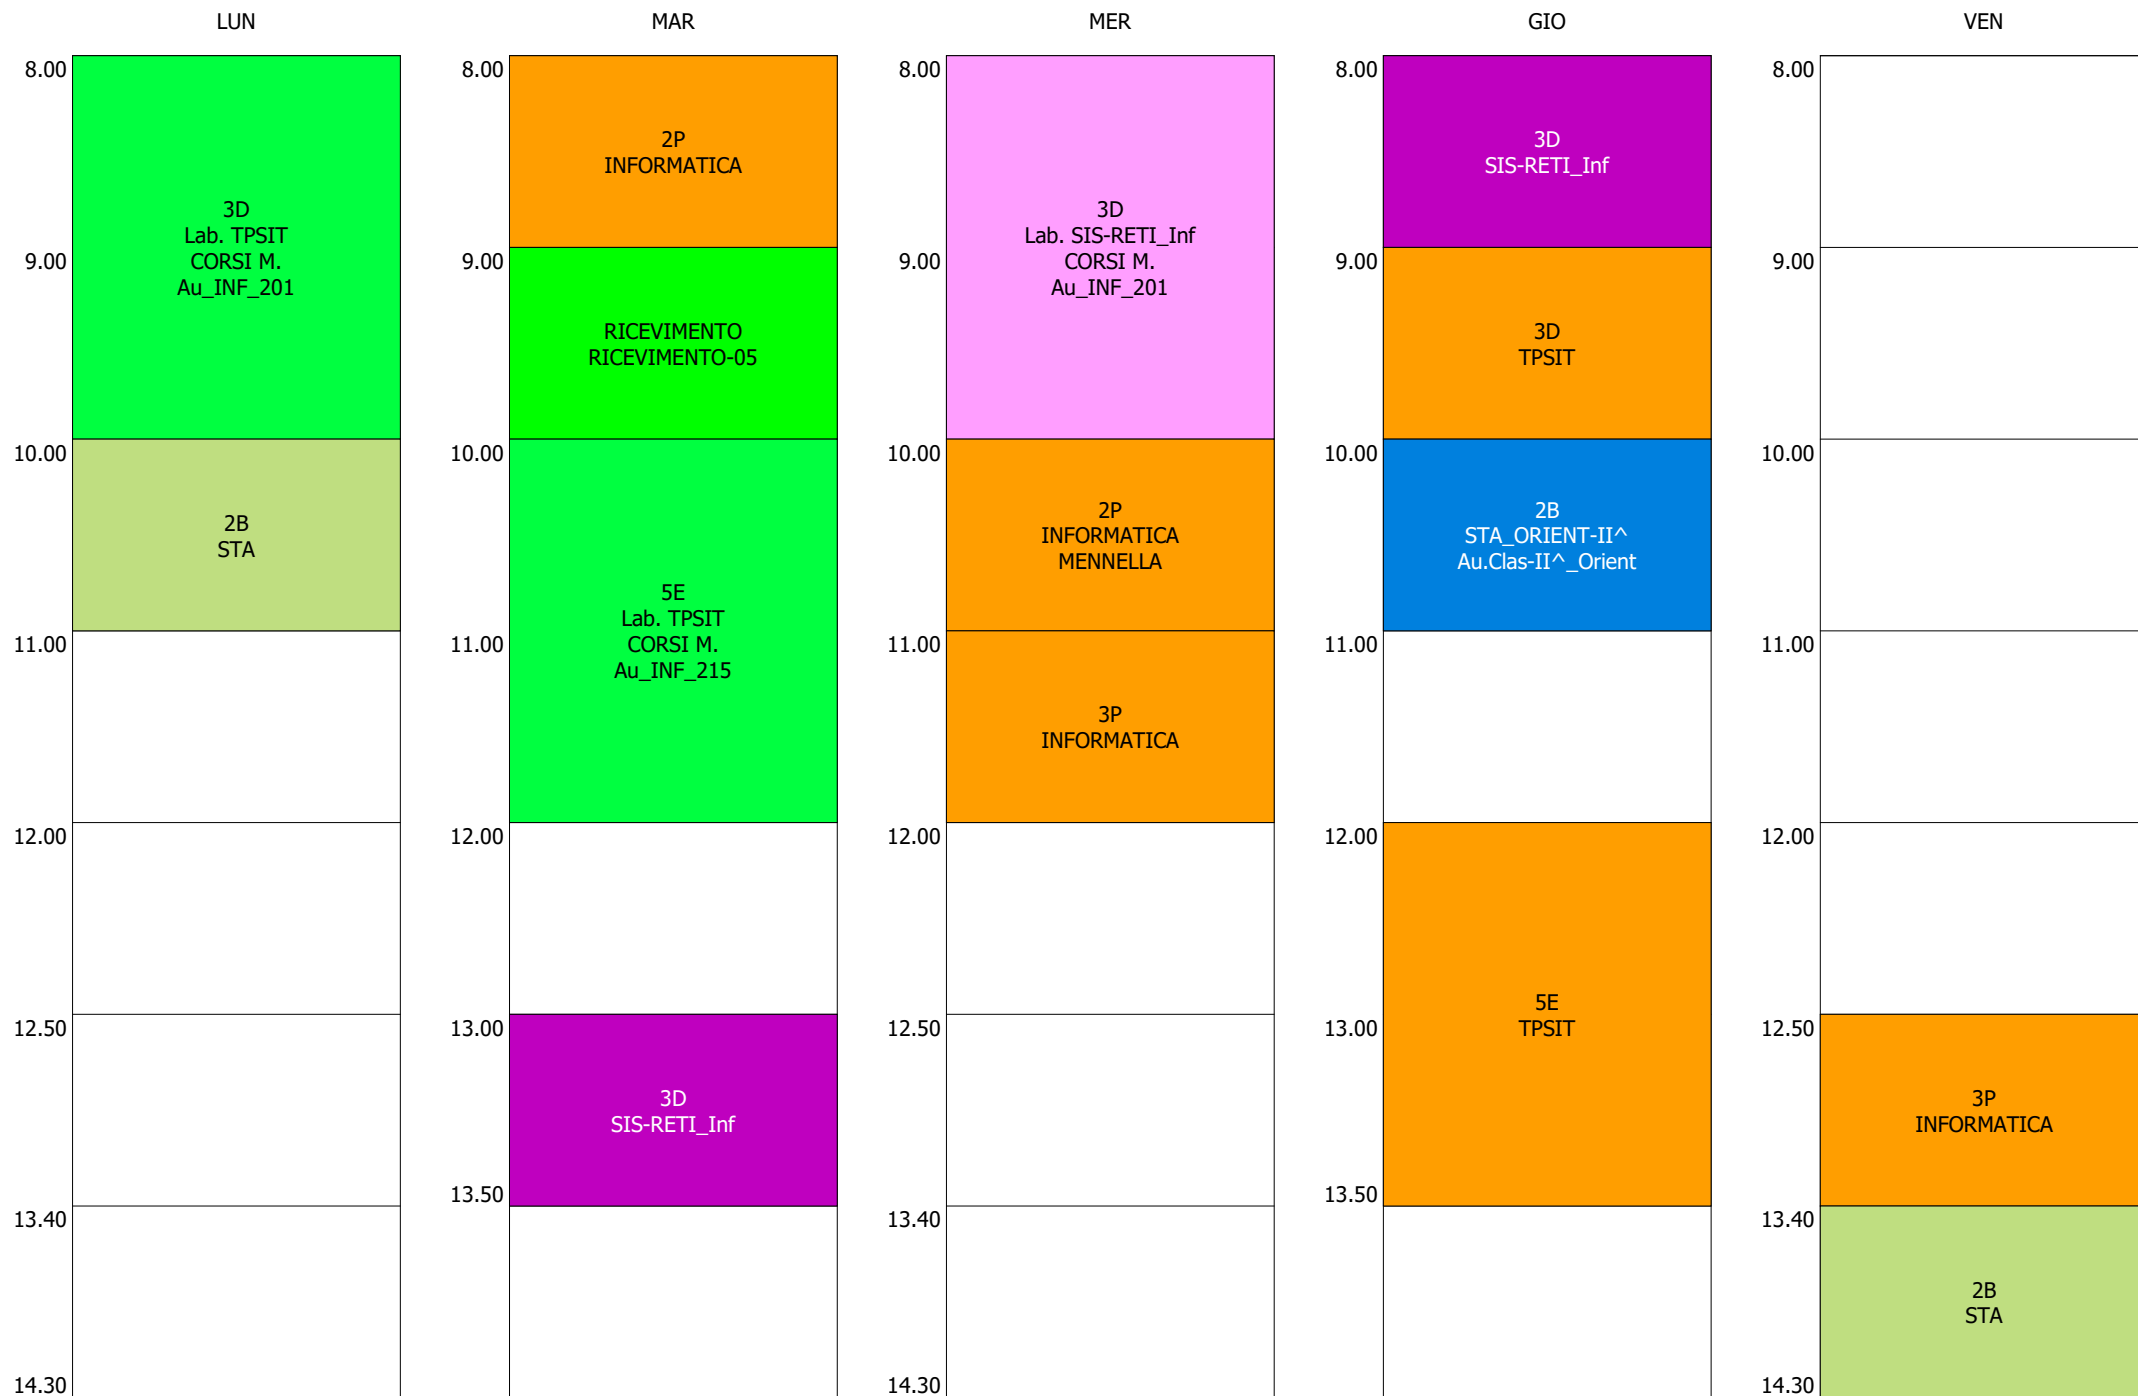 LUN
8.00
3D
Lab. TPSIT
CORSI M.
Au_INF_201
9.00
10.00
2B
STA
11.00
12.00
12.50
13.40
14.30
MAR
8.00
2P
INFORMATICA
9.00
RICEVIMENTO
RICEVIMENTO-05
10.00
5E
Lab. TPSIT
CORSI M.
Au_INF_215
11.00
12.00
13.00
3D
SIS-RETI_Inf
13.50
MER
8.00
3D
Lab. SIS-RETI_Inf
CORSI M.
Au_INF_201
9.00
10.00
2P
INFORMATICA
MENNELLA
11.00
3P
INFORMATICA
12.00
12.50
13.40
14.30
GIO
8.00
3D
SIS-RETI_Inf
9.00
3D
TPSIT
10.00
2B
STA_ORIENT-II^
Au.Clas-II^_Orient
11.00
12.00
5E
TPSIT
13.00
13.50
VEN
8.00
9.00
10.00
11.00
12.00
12.50
3P
INFORMATICA
13.40
2B
STA
14.30